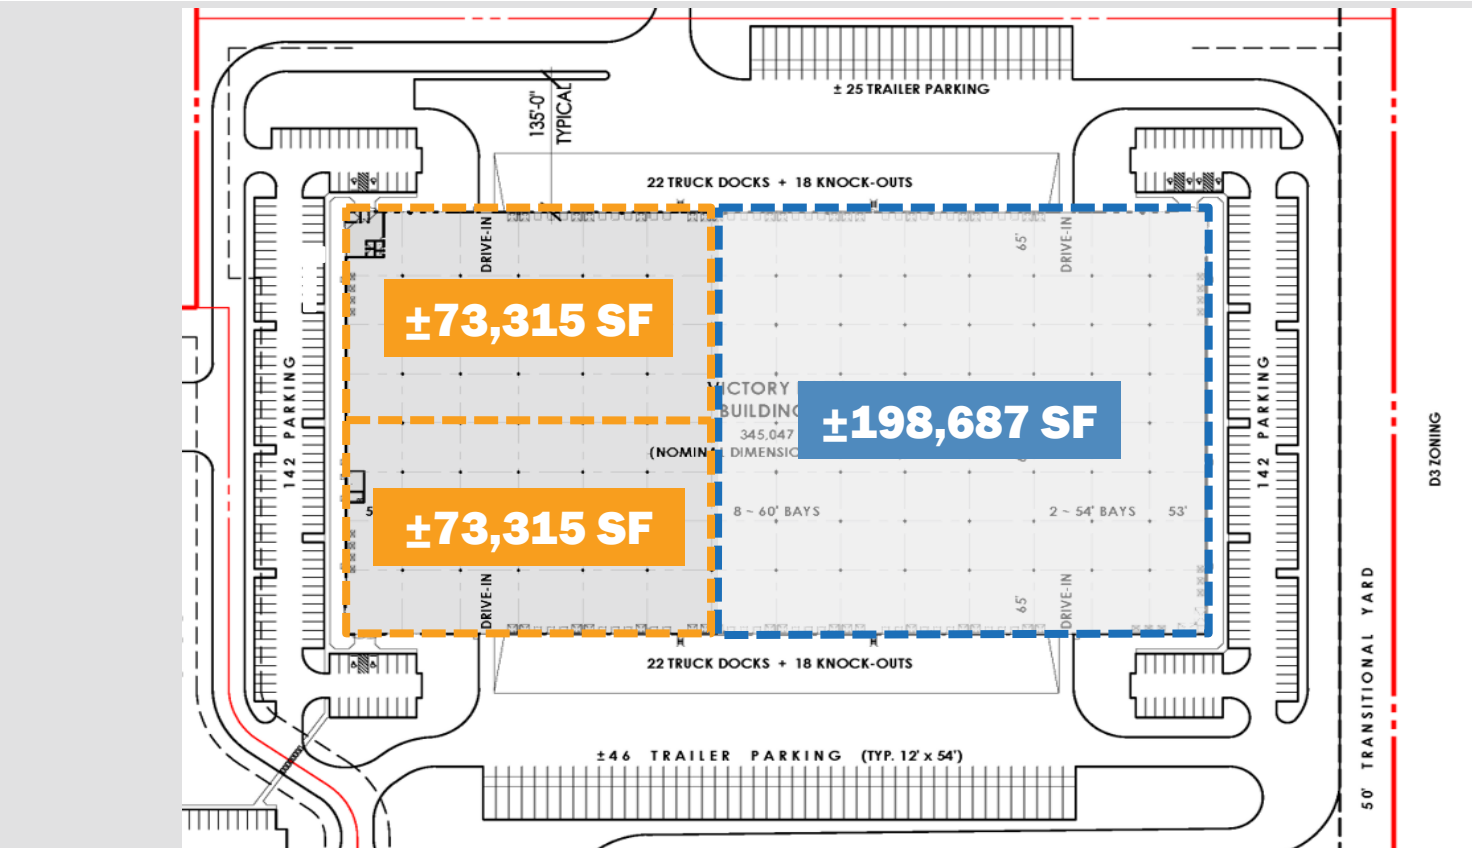 ± 25 TRAILER PARKING
135'-0"
TYPICAL
22 TRUCK DOCKS + 18 KNOCK-OUTS
DRIVE-IN
65'
DRIVE-IN
±73,315 SF
VICTORY
BUILDING
345,047
(NOMINAL DIMENSIO
±198,687 SF
142 PARKING
142 PARKING
D3 ZONING
8 ~ 60' BAYS
2 ~ 54' BAYS
53'
±73,315 SF
DRIVE-IN
65'
DRIVE-IN
22 TRUCK DOCKS + 18 KNOCK-OUTS
50' TRANSITIONAL YARD
±46 TRAILER PARKING (TYP. 12' x 54')